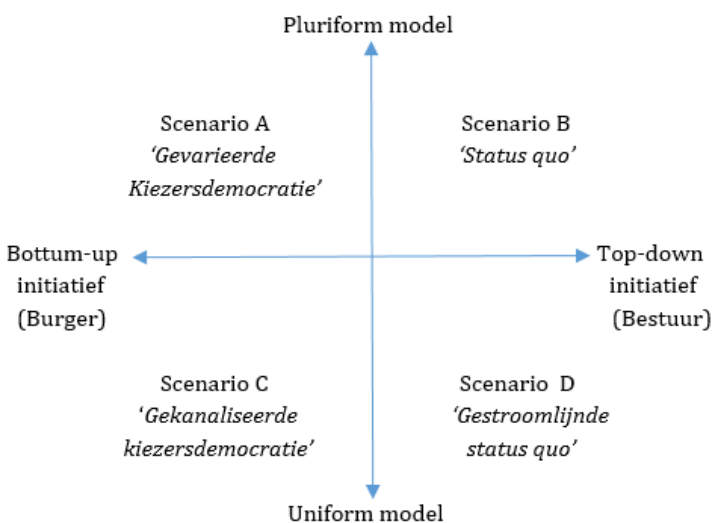 Pluriform model
Scenario A
‘Gevarieerde
Kiezersdemocratie’
Scenario B
‘Status quo’
Bottum-up
initiatief
(Burger)
Top-down
initiatief
(Bestuur)
Scenario C
‘Gekanaliseerde
kiezersdemocratie’
Scenario D
‘Gestroomlijnde
status quo’
Uniform model